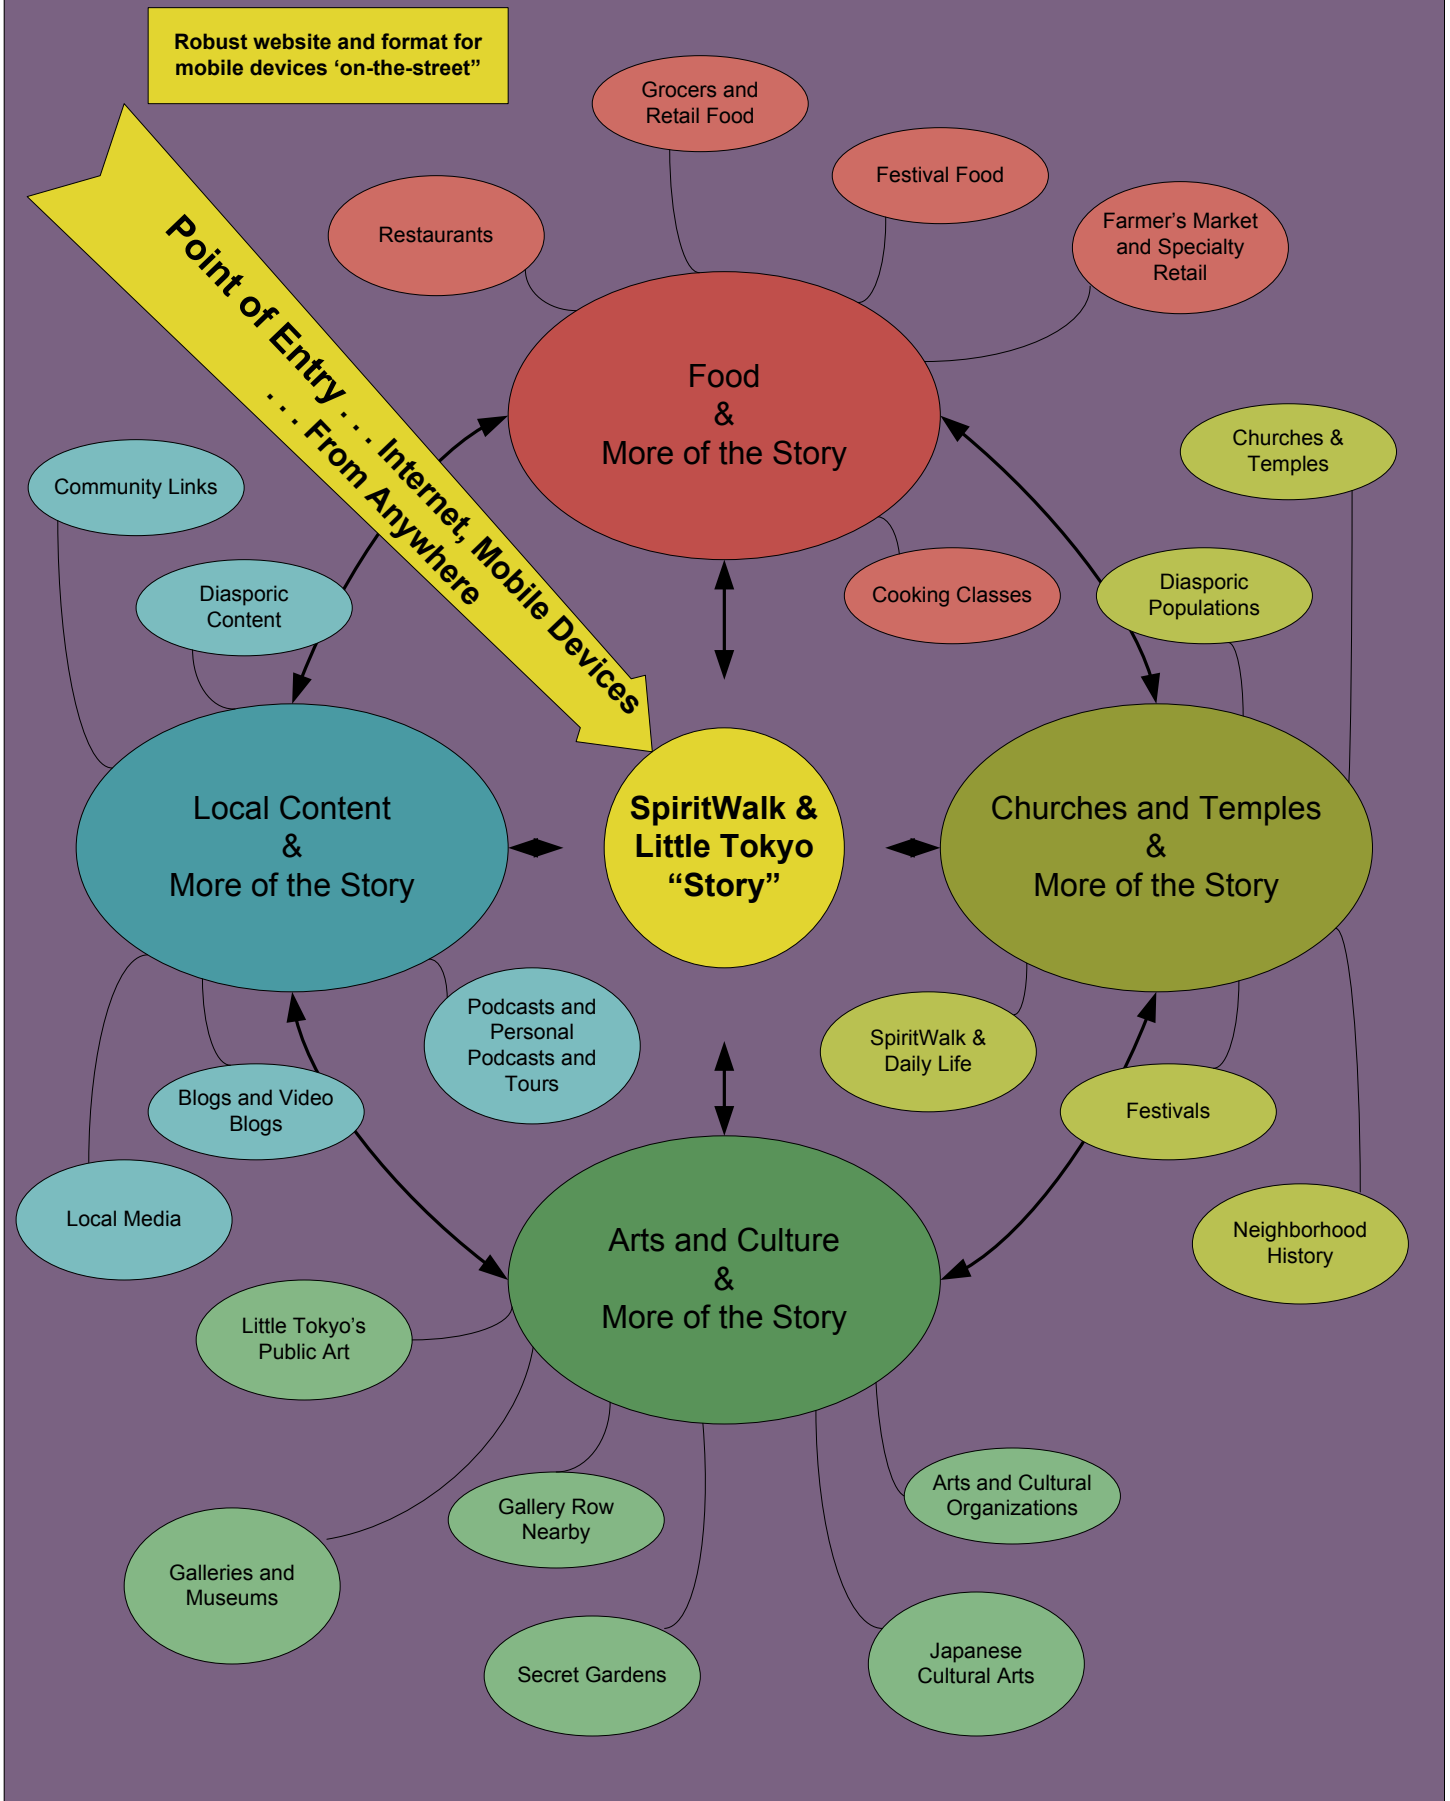 Robust website and format for
mobile devices ‘on-the-street”
Grocers and
Retail Food
Festival Food
Farmer’s Market
and Specialty
Retail
Restaurants
Point of Entry . . . Internet, Mobile Devices
. . . From Anywhere
Food
&
More of the Story
Cooking Classes
Churches &
Temples
Diasporic
Populations
Community Links
Diasporic
Content
Local Content
&
More of the Story
SpiritWalk &
Little Tokyo
“Story”
Churches and Temples
&
More of the Story
Podcasts and
Personal
Podcasts and
Tours
Blogs and Video
Blogs
Local Media
SpiritWalk &
Daily Life
Festivals
Neighborhood
History
Arts and Culture
&
More of the Story
Little Tokyo’s
Public Art
Galleries and
Museums
Gallery Row
Nearby
Secret Gardens
Arts and Cultural
Organizations
Japanese
Cultural Arts